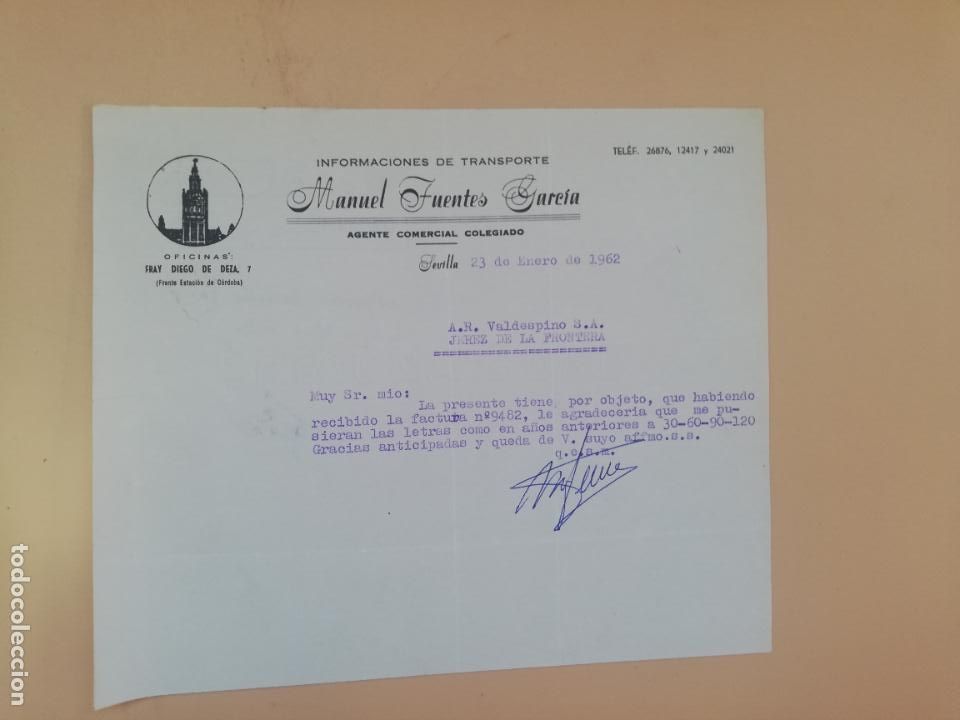 TELÉF. 26876, 12417 y 24021
INFORMACIONES DE TRANSPORTE
Manuel Fuentes García
AGENTE COMERCIAL COLEGIADO
OFICINAS:
FRAY DIEGO DE DEZA, 7
(Frente Estación de Córdoba)
Sevilla 23 de Enero de 1962
A.R. Valdespino S.A.
JEREZ DE LA FRONTERA
Muy Sr. mio:
La presente tiene, por objeto, que habiendo
recibido la factura nº9482, le agradeceria que me pu-
sieran las letras como en años anteriores a 30-60-90-120
Gracias anticipadas y queda de V. suyo afimo.s.s.
q.e.s.m.
todocoleccion